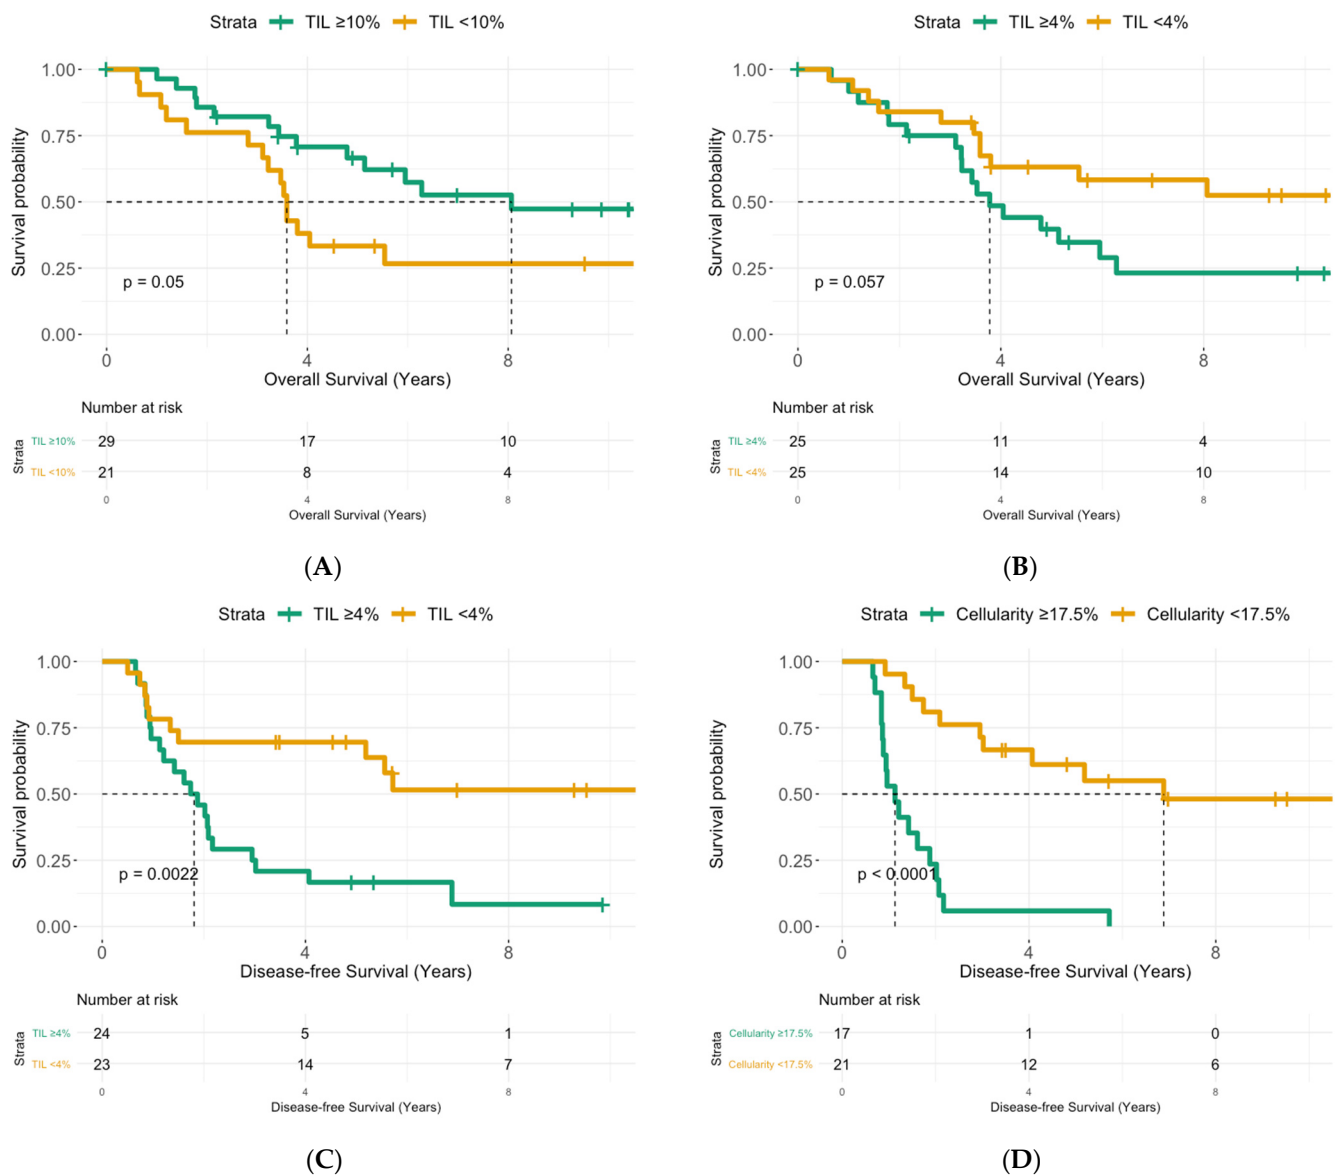 Strata TIL ≥10% TIL <10%
Survival probability
1.00
0.75
0.50
0.25
0.00
p = 0.05
0 4 8
Overall Survival (Years)
Number at risk
Strata
TIL ≥10% 29 17 10
TIL <10% 21 8 4
0 4 8
Overall Survival (Years)
(A)
Strata TIL ≥4% TIL <4%
Survival probability
1.00
0.75
0.50
0.25
0.00
p = 0.057
0 4 8
Overall Survival (Years)
Number at risk
Strata
TIL ≥4% 25 11 4
TIL <4% 25 14 10
0 4 8
Overall Survival (Years)
(B)
Strata TIL ≥4% TIL <4%
Survival probability
1.00
0.75
0.50
0.25
0.00
p = 0.0022
0 4 8
Disease-free Survival (Years)
Number at risk
Strata
TIL ≥4% 24 5 1
TIL <4% 23 14 7
0 4 8
Disease-free Survival (Years)
(C)
Strata Cellularity ≥17.5% Cellularity <17.5%
Survival probability
1.00
0.75
0.50
0.25
0.00
p < 0.0001
0 4 8
Disease-free Survival (Years)
Number at risk
Strata
Cellularity ≥17.5% 17 1 0
Cellularity <17.5% 21 12 6
0 4 8
Disease-free Survival (Years)
(D)